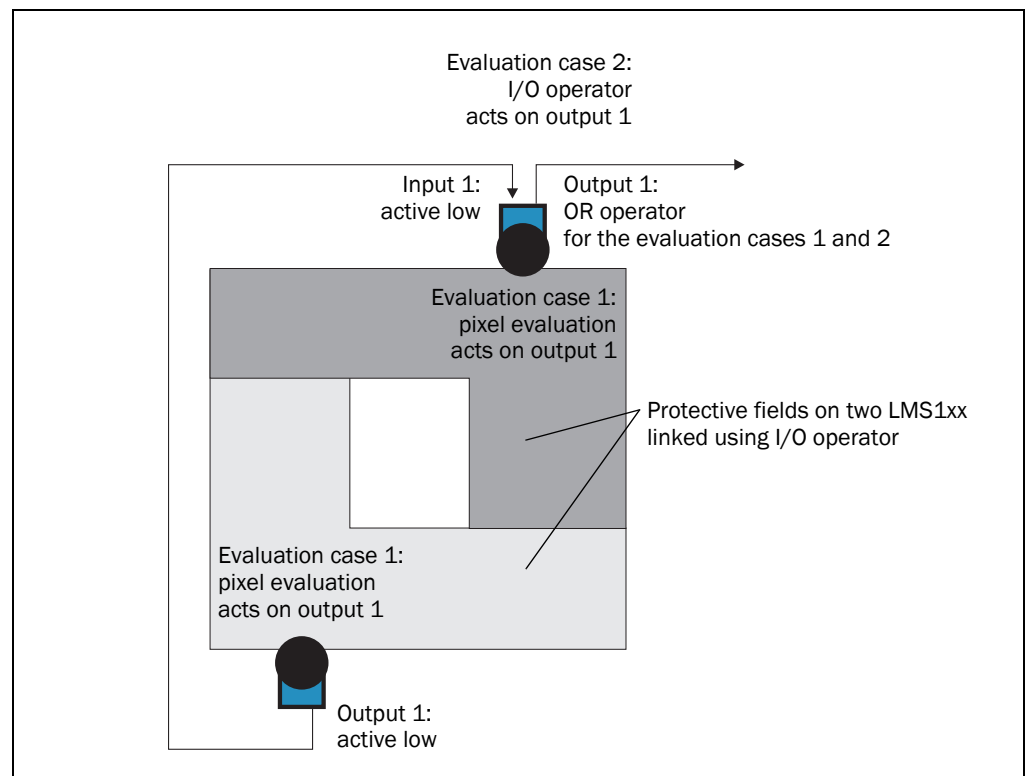 Evaluation case 2:
I/O operator
acts on output 1
Input 1:
active low
Output 1:
OR operator
for the evaluation cases 1 and 2
Evaluation case 1:
pixel evaluation
acts on output 1
Protective fields on two LMS1xx
linked using I/O operator
Evaluation case 1:
pixel evaluation
acts on output 1
Output 1:
active low